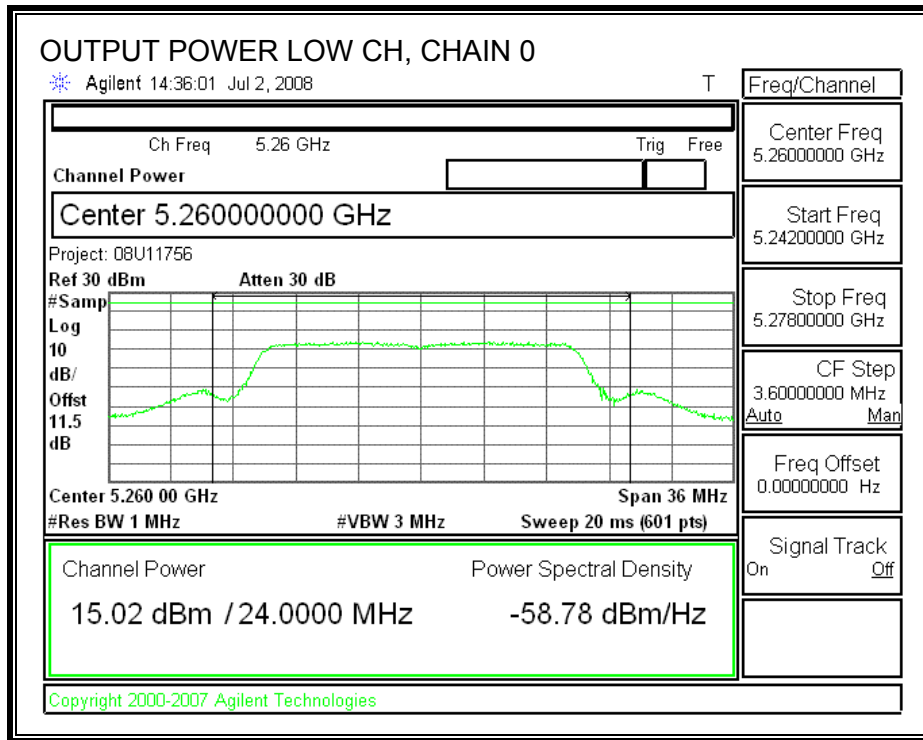 OUTPUT POWER LOW CH, CHAIN 0
Agilent 14:36:01 Jul 2, 2008 T
Ch Freq 5.26 GHz Trig Free
Channel Power
Center 5.260000000 GHz
Project: 08U11756
Ref 30 dBm Atten 30 dB
#Samp
Log
10
dB/
Offst
11.5
dB
Center 5.260 00 GHz Span 36 MHz
#Res BW 1 MHz #VBW 3 MHz Sweep 20 ms (601 pts)
Channel Power Power Spectral Density
15.02 dBm / 24.0000 MHz -58.78 dBm/Hz
Copyright 2000-2007 Agilent Technologies
Freq/Channel
Center Freq
5.26000000 GHz
Start Freq
5.24200000 GHz
Stop Freq
5.27800000 GHz
CF Step
3.60000000 MHz
Auto Man
Freq Offset
0.00000000 Hz
Signal Track
On Off